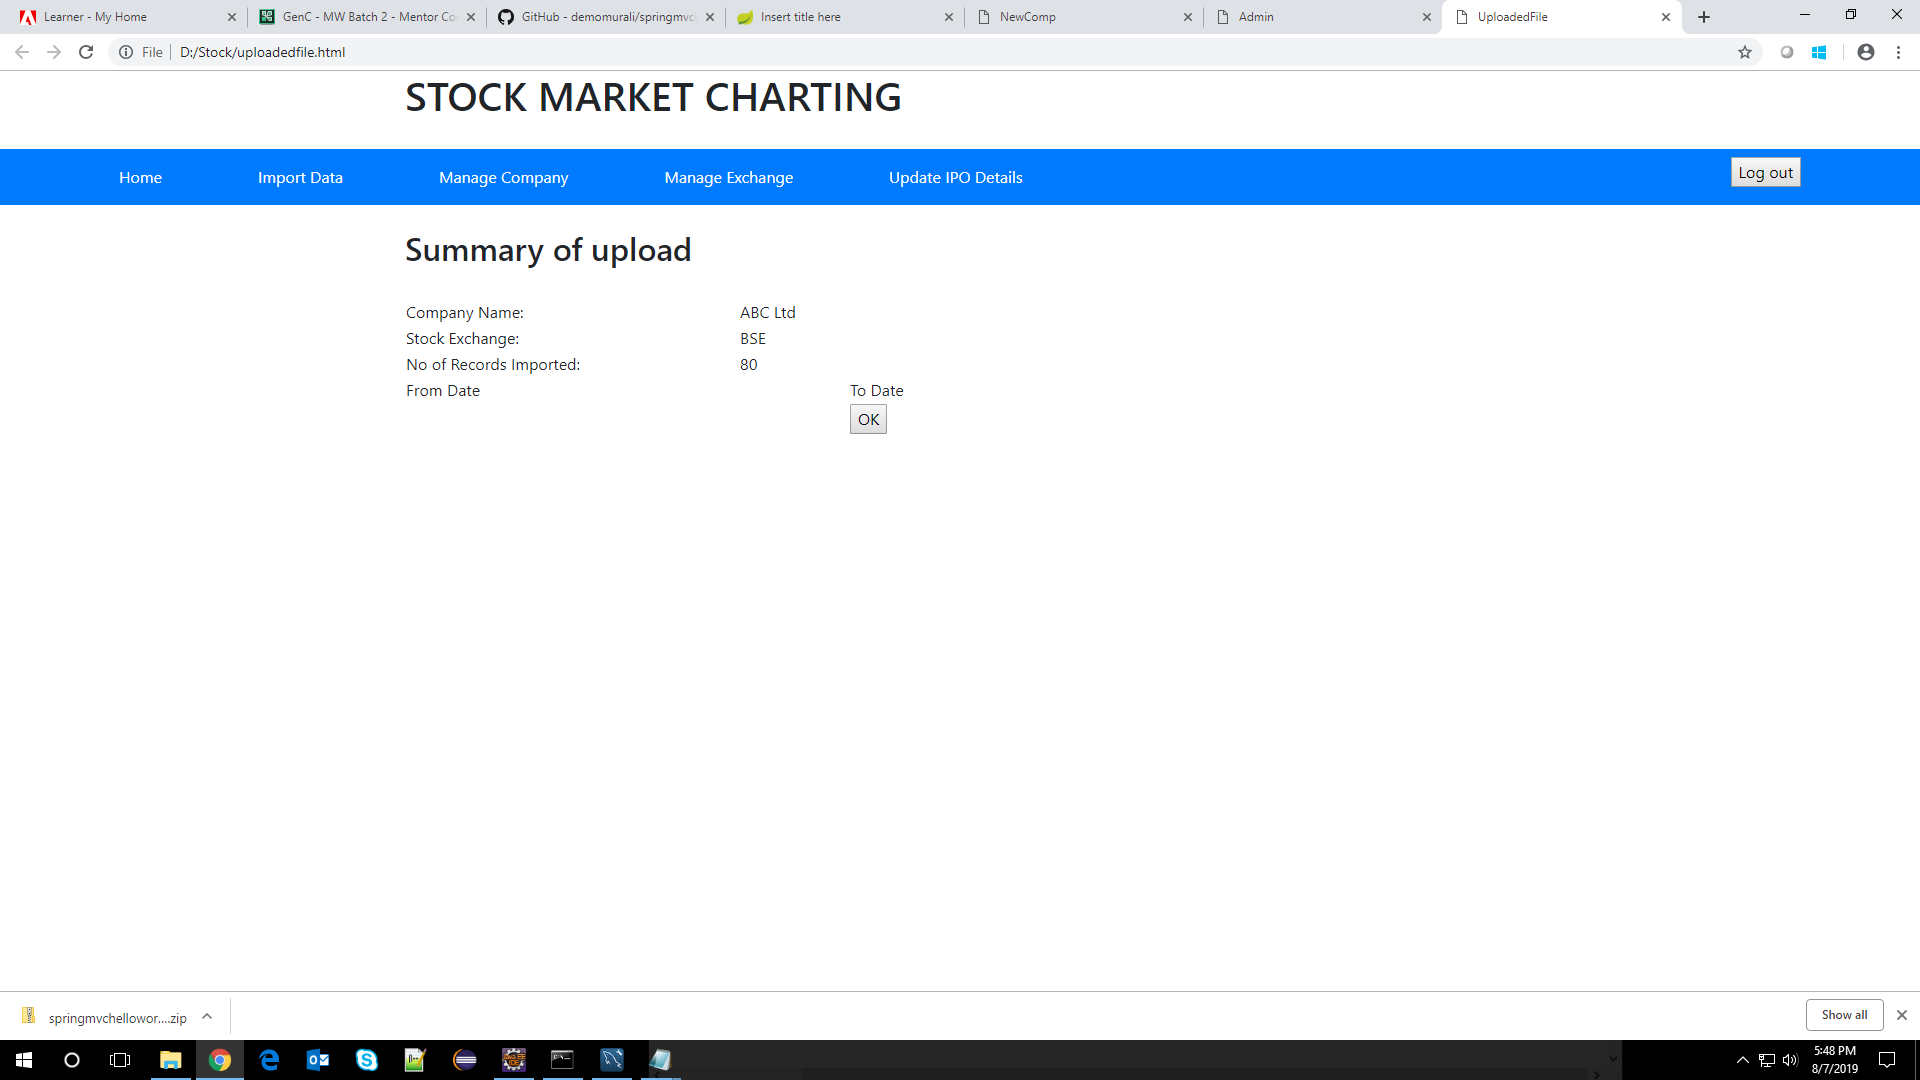 Learner - My Home
GenC - MW Batch 2 - Mentor Co
GitHub - demomurali/springmvc
Insert title here
NewComp
Admin
UploadedFile
File
D:/Stock/uploadedfile.html
STOCK MARKET CHARTING
Home
Import Data
Manage Company
Manage Exchange
Update IPO Details
Log out
Summary of upload
Company Name:
ABC Ltd
Stock Exchange:
BSE
No of Records Imported:
80
From Date
To Date
OK
springmvchellowor....zip
Show all
5:48 PM
8/7/2019